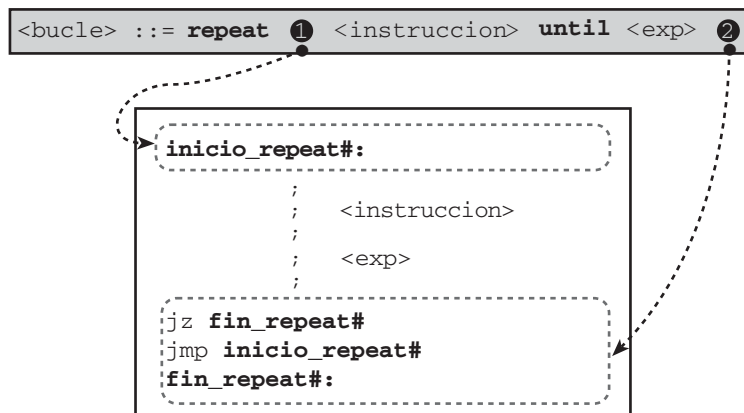 <bucle> ::= repeat ❶ <instruccion> until <exp> ❷
inicio_repeat#:
;
; <instruccion>
;
; <exp>
;
jz fin_repeat#
jmp inicio_repeat#
fin_repeat#: